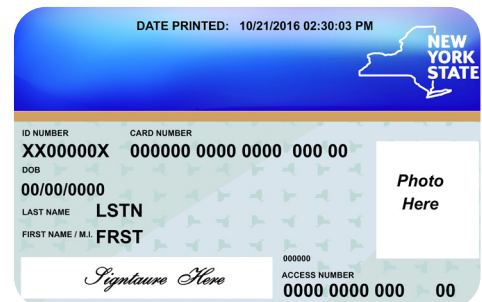 DATE PRINTED: 10/21/2016 02:30:03 PM
NEW
YORK
STATE
ID NUMBER CARD NUMBER
XX00000X 000000 0000 0000 000 00
DOB
00/00/0000
LAST NAME LSTN
FIRST NAME / M.I. FRST
Photo
Here
Signtaure Here
000000
ACCESS NUMBER
0000 0000 000 00